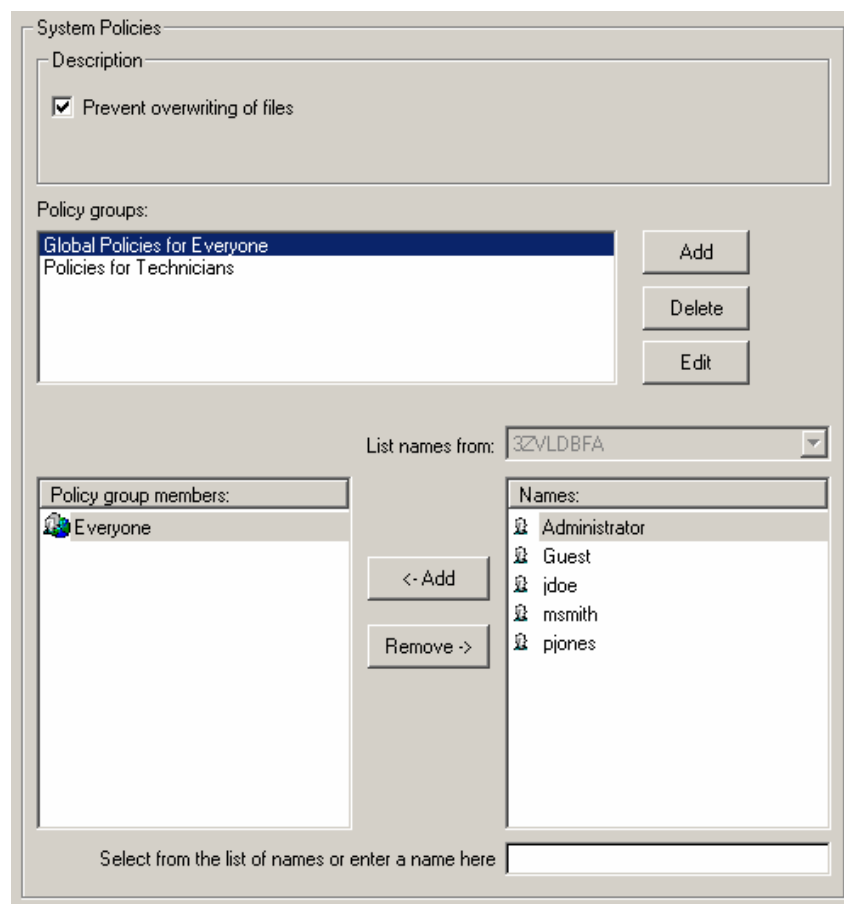 System Policies
Description
Prevent overwriting of files
Policy groups:
Global Policies for Everyone
Policies for Technicians
Add
Delete
Edit
List names from: 3ZVLDBFA
Policy group members:
Everyone
<- Add
Remove ->
Names:
Administrator
Guest
jdoe
msmith
pjones
Select from the list of names or enter a name here